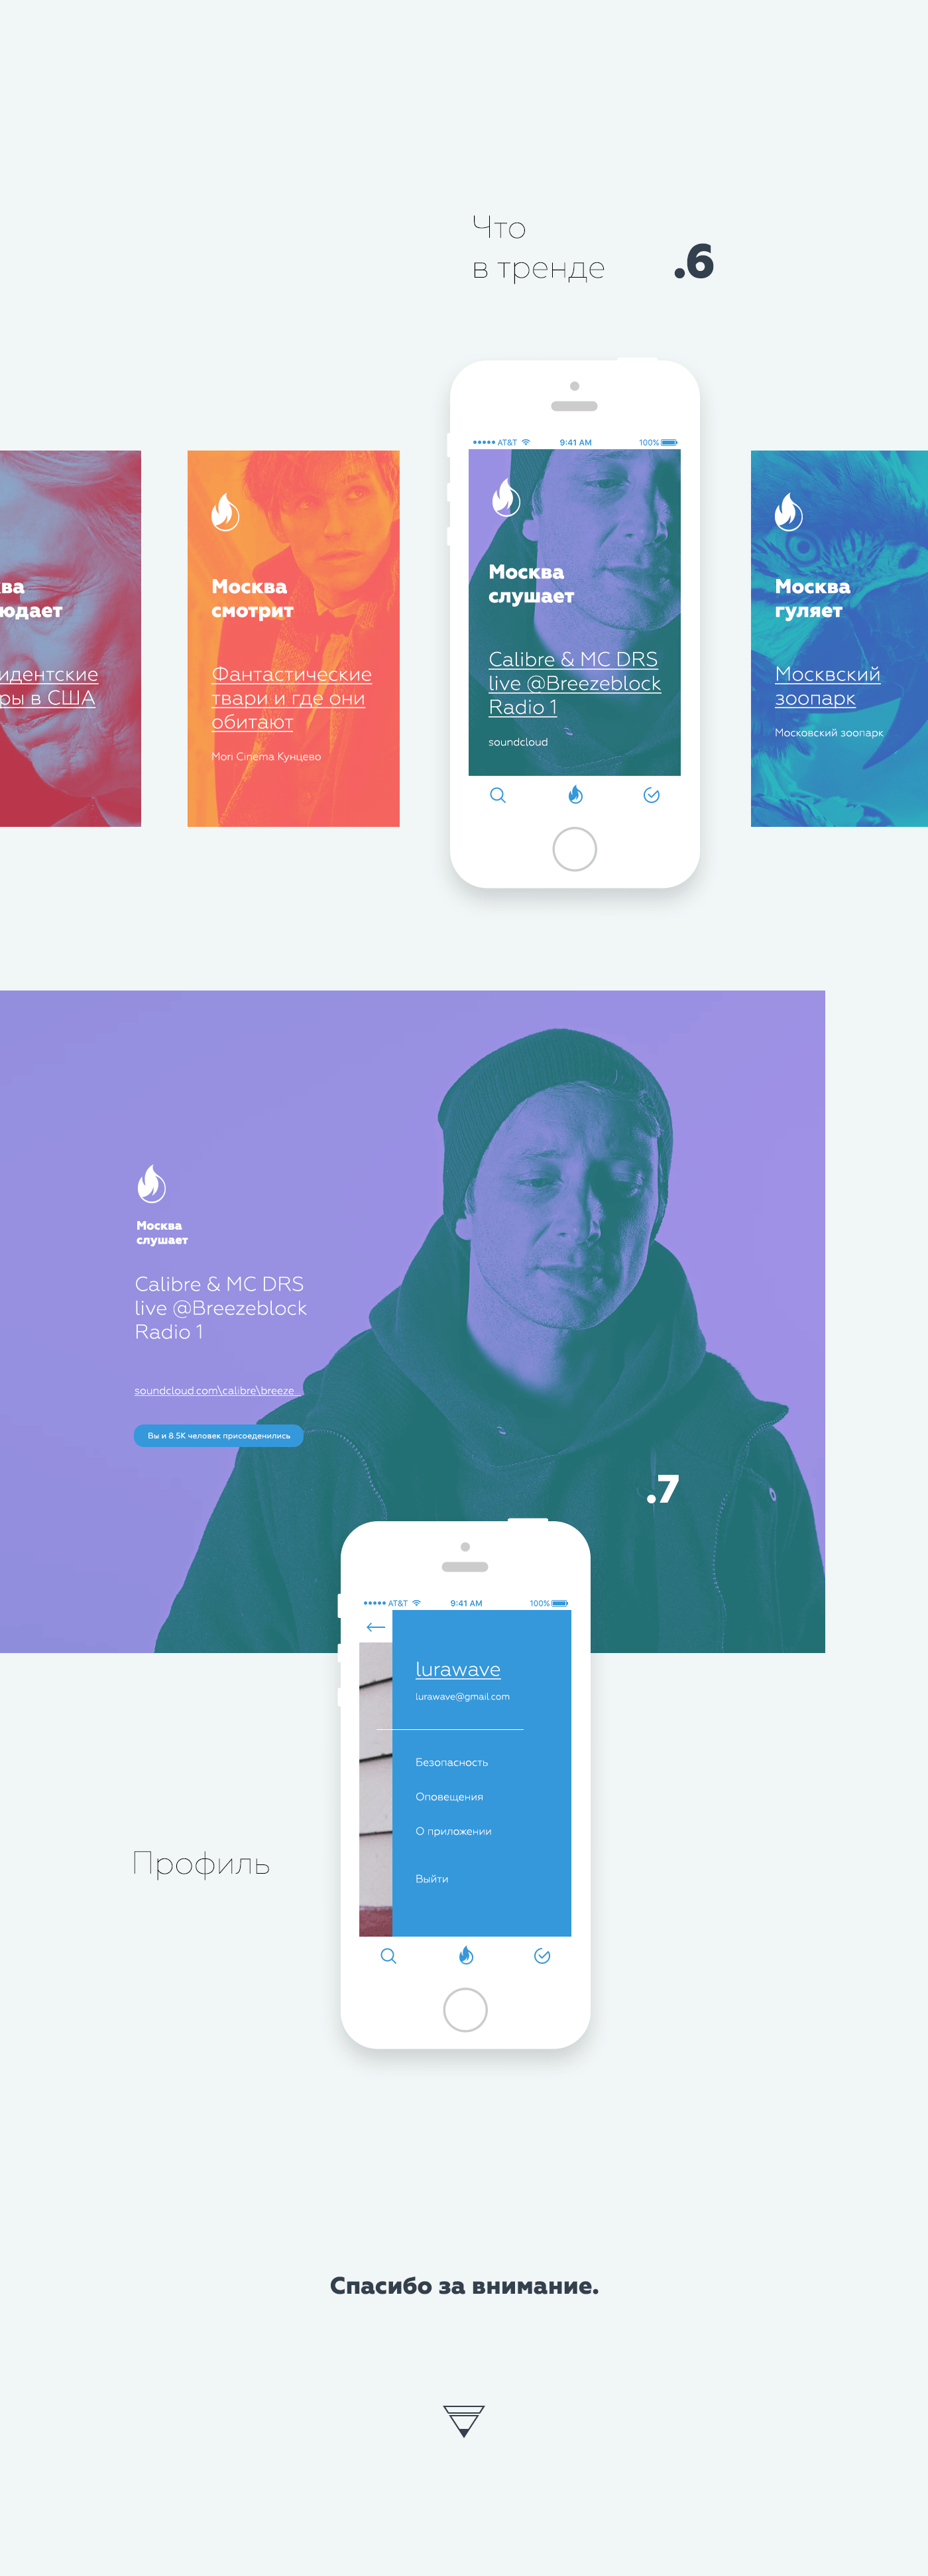 Что
в тренде
.6
AT&T 9:41 AM 100%
ва
юдает
идентские
ры в США
Москва
смотрит
Фантастические
твари и где они
обитают
Mori Cinema Кунцево
Москва
слушает
Calibre & MC DRS
live @Breezeblock
Radio 1
soundcloud
Москва
гуляет
Москвский
зоопарк
Московский зоопарк
Москва
слушает
Calibre & MC DRS
live @Breezeblock
Radio 1
soundcloud.com\calibre\breeze...
Вы и 8.5K человек присоеденились
.7
AT&T 9:41 AM 100%
lurawave
lurawave@gmail.com
Безопасность
Оповещения
О приложении
Выйти
Профиль
Спасибо за внимание.